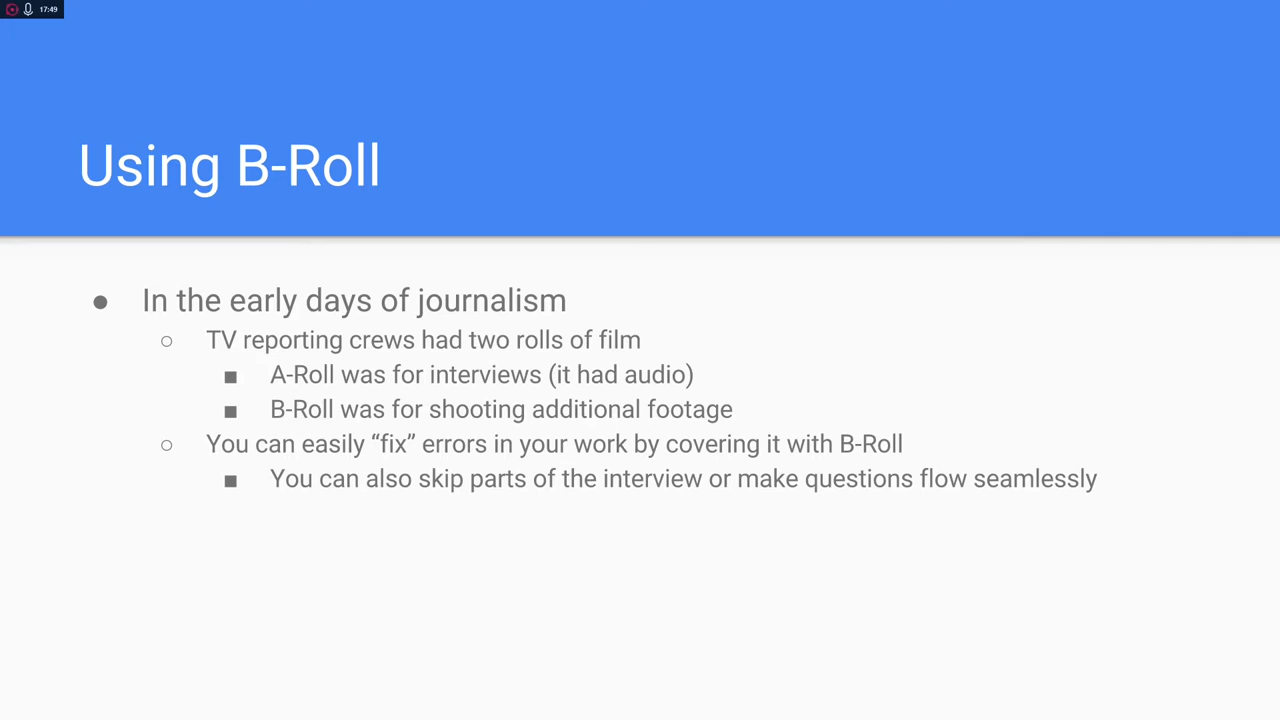 17:49
Using B-Roll
● In the early days of journalism
○ TV reporting crews had two rolls of film
■ A-Roll was for interviews (it had audio)
■ B-Roll was for shooting additional footage
○ You can easily “fix” errors in your work by covering it with B-Roll
■ You can also skip parts of the interview or make questions flow seamlessly